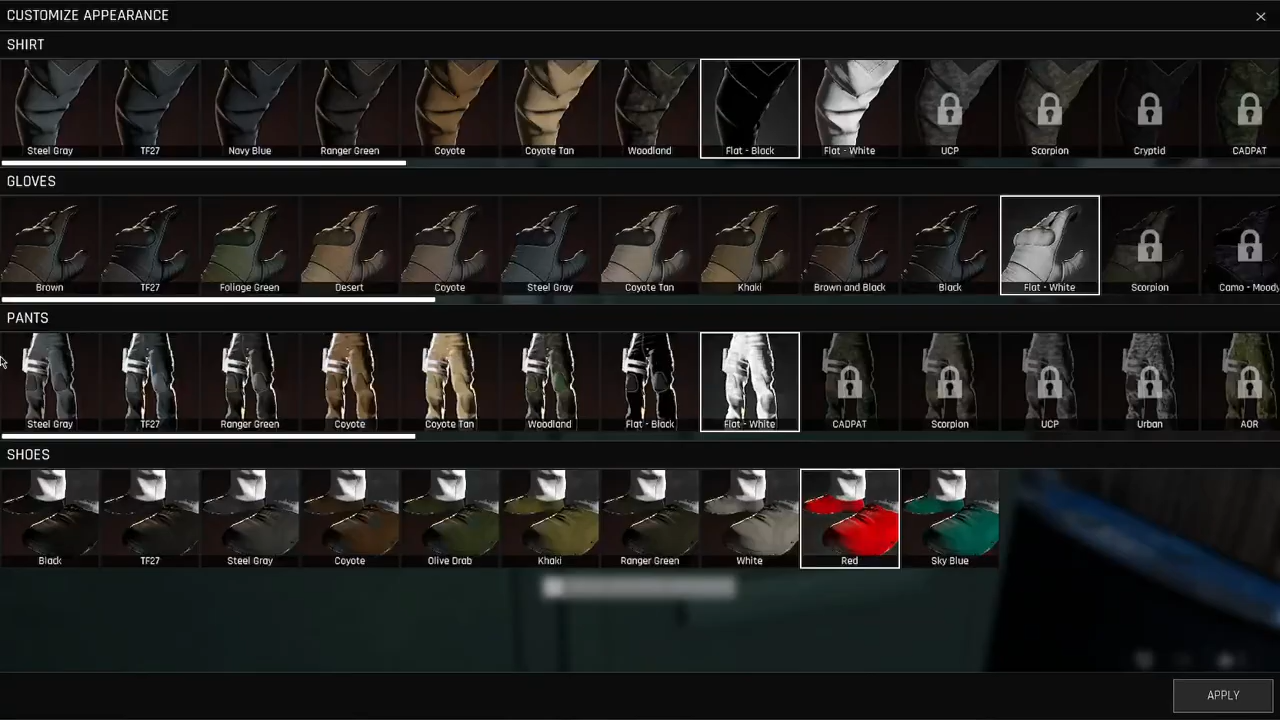 CUSTOMIZE APPEARANCE
SHIRT
Steel Gray TF27 Navy Blue Ranger Green Coyote Coyote Tan Woodland Flat - Black Flat - White UCP Scorpion Cryptid CADPAT
GLOVES
Brown TF27 Foliage Green Desert Coyote Steel Gray Coyote Tan Khaki Brown and Black Black Flat - White Scorpion Camo - Moody
PANTS
Steel Gray TF27 Ranger Green Coyote Coyote Tan Woodland Flat - Black Flat - White CADPAT Scorpion UCP Urban AOR
SHOES
Black TF27 Steel Gray Coyote Olive Drab Khaki Ranger Green White Red Sky Blue
APPLY